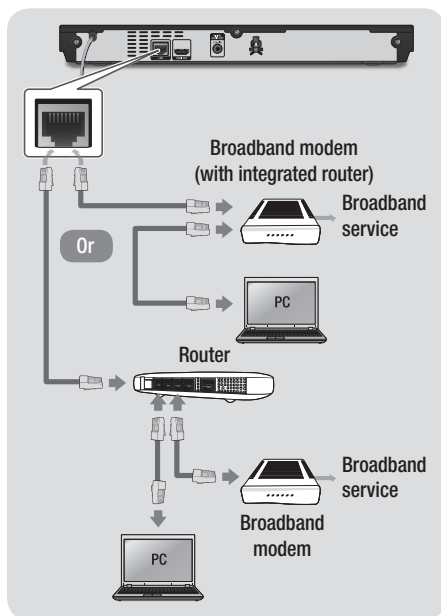 Broadband modem
(with integrated router)
Broadband
service
Or
PC
Router
Broadband
service
Broadband
modem
PC